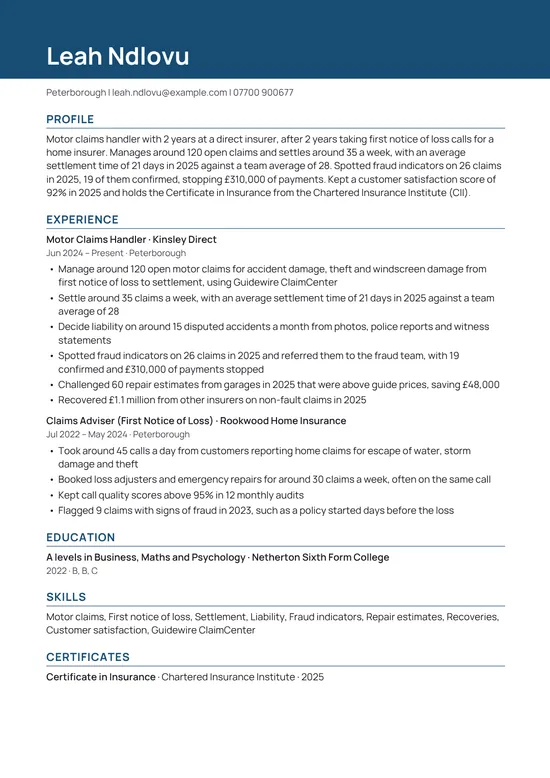 Leah Ndlovu
Peterborough | leah.ndlovu@example.com | 07700 900677
PROFILE
Motor claims handler with 2 years at a direct insurer, after 2 years taking first notice of loss calls for a
home insurer. Manages around 120 open claims and settles around 35 a week, with an average
settlement time of 21 days in 2025 against a team average of 28. Spotted fraud indicators on 26 claims
in 2025, 19 of them confirmed, stopping £310,000 of payments. Kept a customer satisfaction score of
92% in 2025 and holds the Certificate in Insurance from the Chartered Insurance Institute (CII).
EXPERIENCE
Motor Claims Handler · Kinsley Direct
Jun 2024 – Present · Peterborough
• Manage around 120 open motor claims for accident damage, theft and windscreen damage from
first notice of loss to settlement, using Guidewire ClaimCenter
• Settle around 35 claims a week, with an average settlement time of 21 days in 2025 against a team
average of 28
• Decide liability on around 15 disputed accidents a month from photos, police reports and witness
statements
• Spotted fraud indicators on 26 claims in 2025 and referred them to the fraud team, with 19
confirmed and £310,000 of payments stopped
• Challenged 60 repair estimates from garages in 2025 that were above guide prices, saving £48,000
• Recovered £1.1 million from other insurers on non-fault claims in 2025
Claims Adviser (First Notice of Loss) · Rookwood Home Insurance
Jul 2022 – May 2024 · Peterborough
• Took around 45 calls a day from customers reporting home claims for escape of water, storm
damage and theft
• Booked loss adjusters and emergency repairs for around 30 claims a week, often on the same call
• Kept call quality scores above 95% in 12 monthly audits
• Flagged 9 claims with signs of fraud in 2023, such as a policy started days before the loss
EDUCATION
A levels in Business, Maths and Psychology · Netherton Sixth Form College
2022 · B, B, C
SKILLS
Motor claims, First notice of loss, Settlement, Liability, Fraud indicators, Repair estimates, Recoveries,
Customer satisfaction, Guidewire ClaimCenter
CERTIFICATES
Certificate in Insurance · Chartered Insurance Institute · 2025